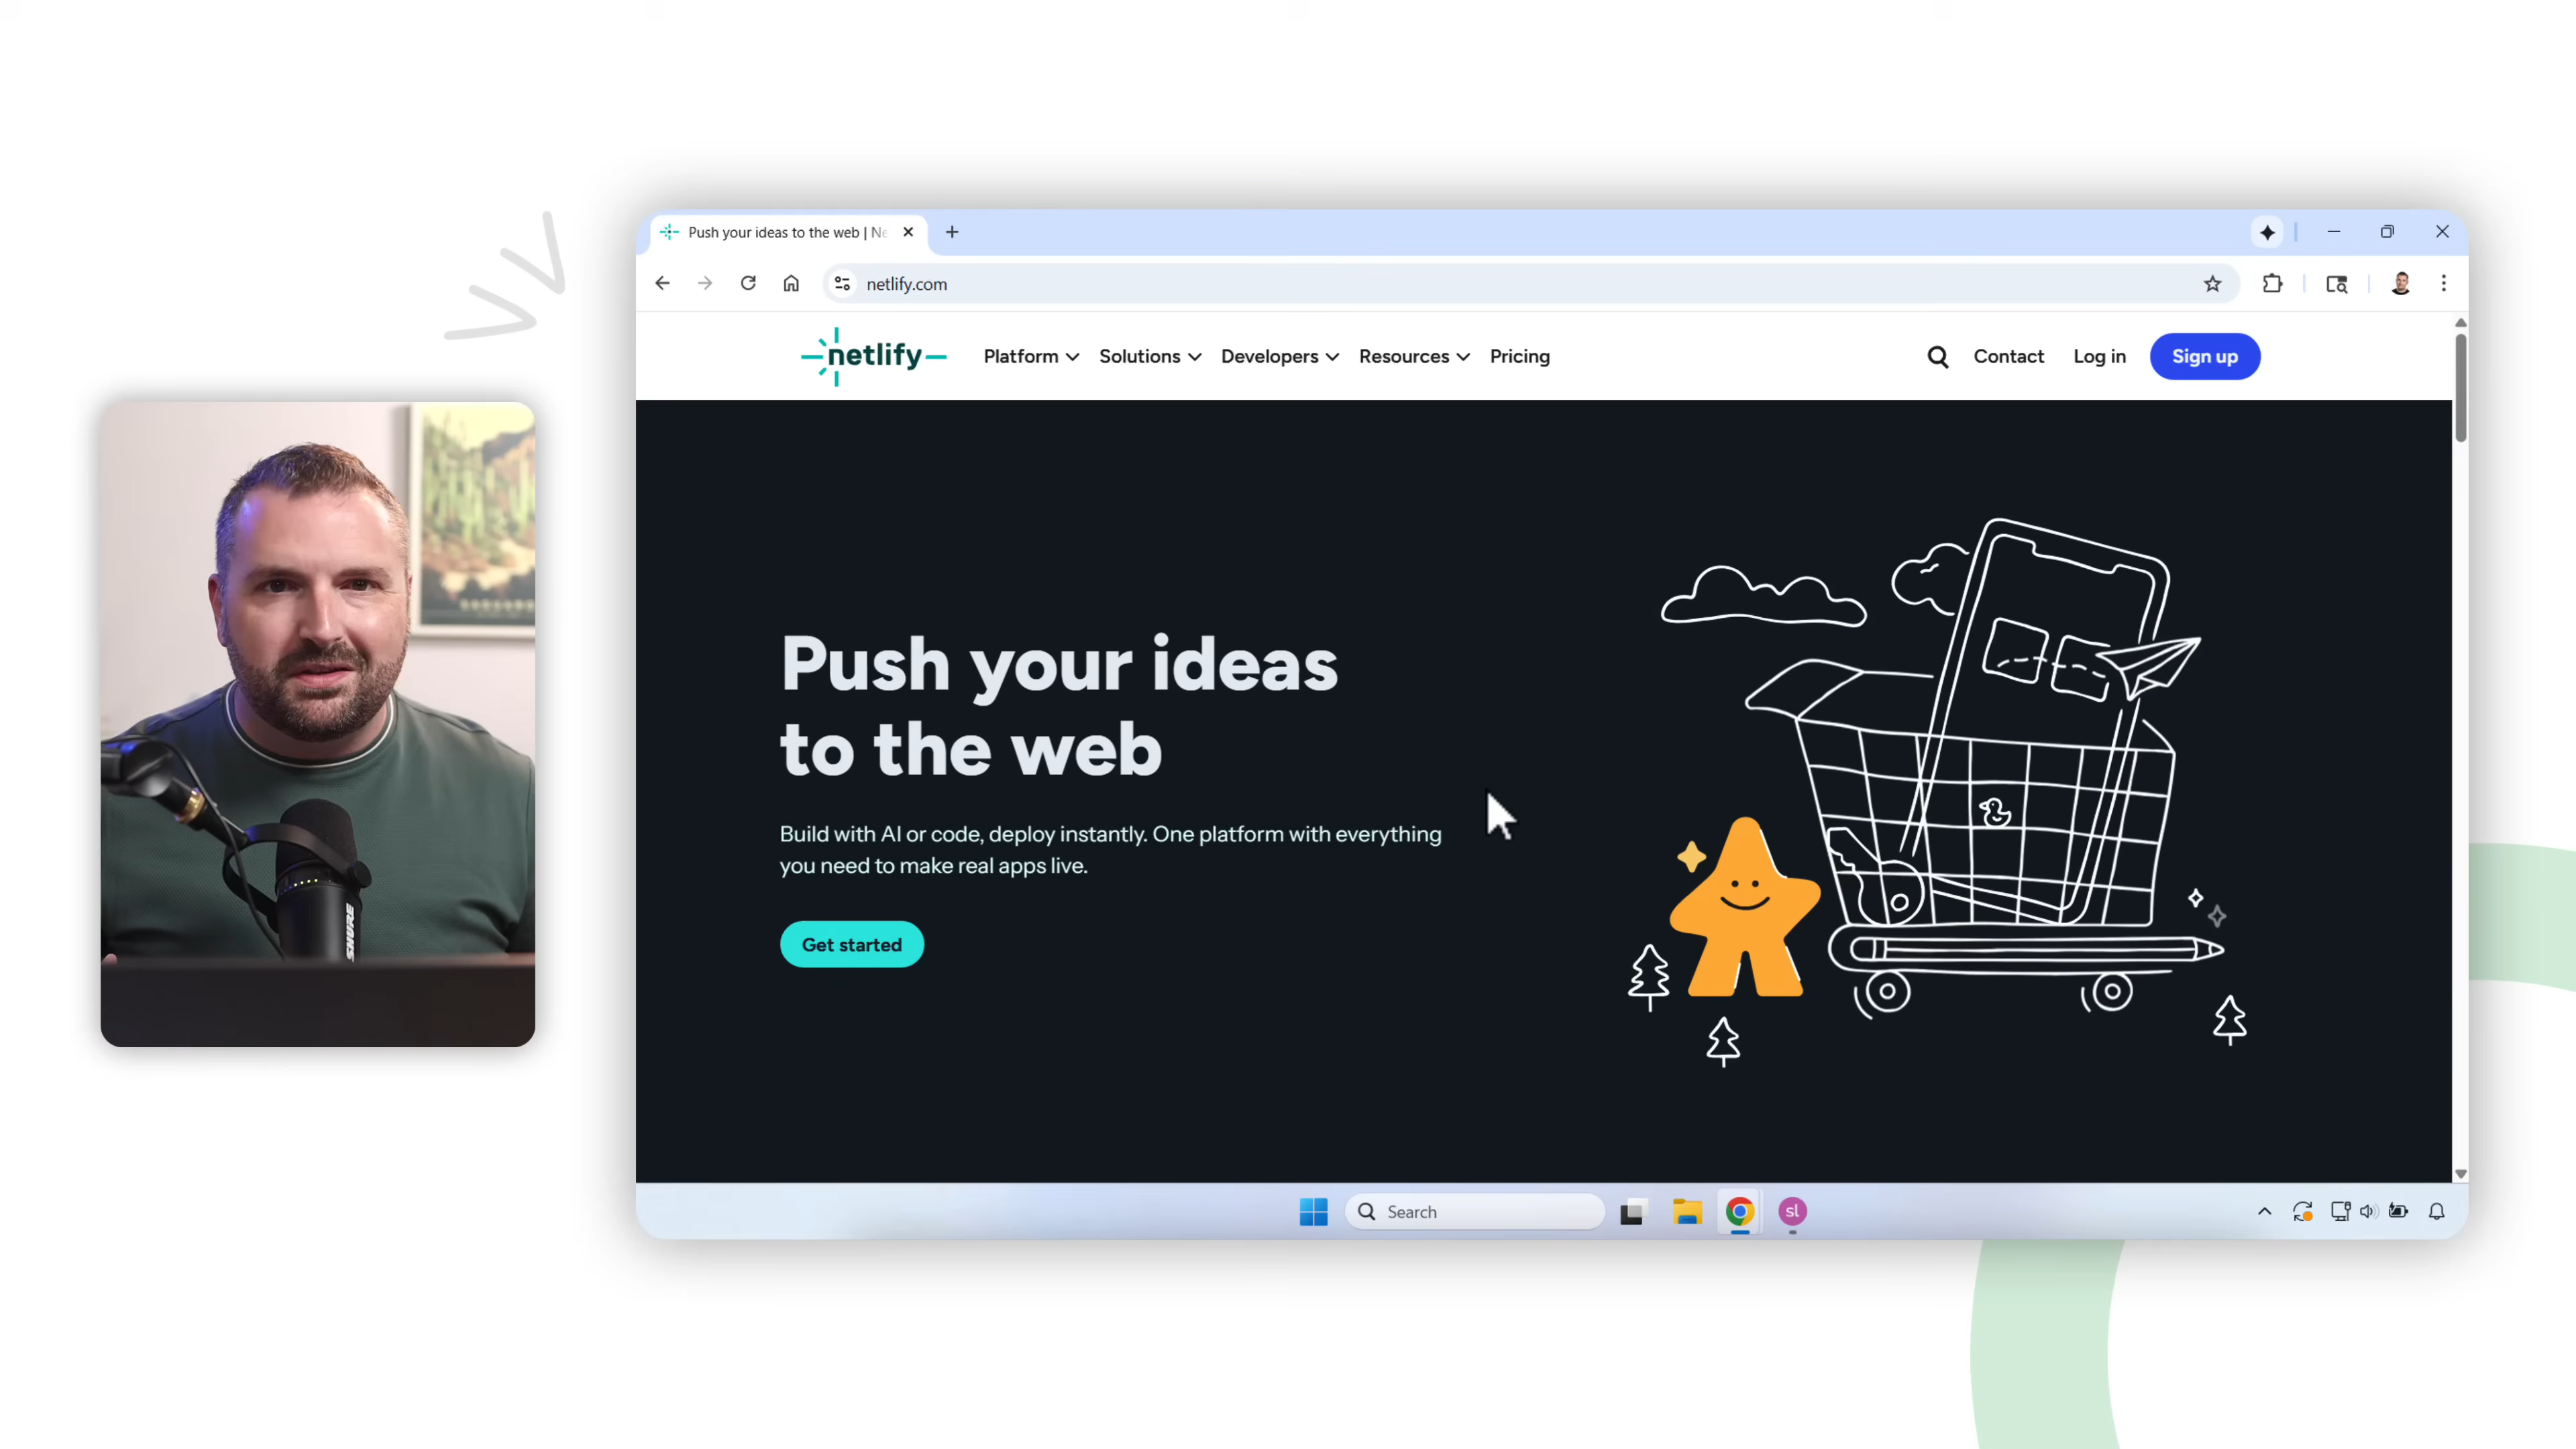 Push your ideas to the web | Ne
netlify.com
netlify
Platform Solutions Developers Resources Pricing
Contact Log in Sign up
Push your ideas
to the web
Build with AI or code, deploy instantly. One platform with everything
you need to make real apps live.
Get started
SHURE
Search
sl